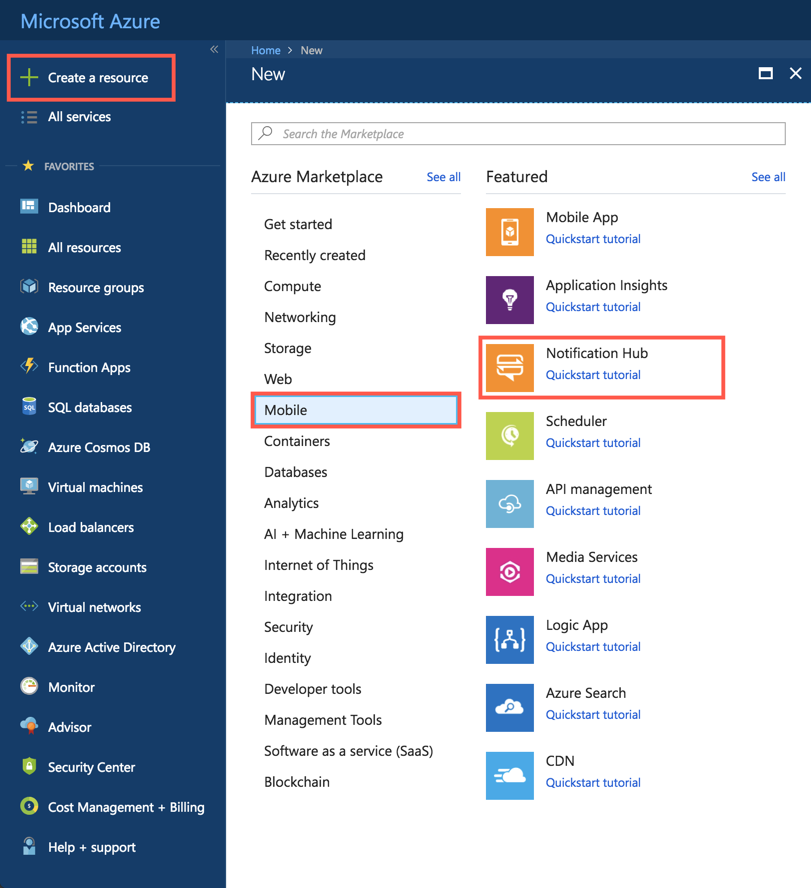 Microsoft Azure
«
Create a resource
All services
FAVORITES
Dashboard
All resources
Resource groups
App Services
Function Apps
SQL
SQL databases
Azure Cosmos DB
Virtual machines
Load balancers
Storage accounts
Virtual networks
Azure Active Directory
Monitor
Advisor
Security Center
Cost Management + Billing
Help + support
Home > New
New
Search the Marketplace
Azure Marketplace See all
Get started
Recently created
Compute
Networking
Storage
Web
Mobile
Containers
Databases
Analytics
AI + Machine Learning
Internet of Things
Integration
Security
Identity
Developer tools
Management Tools
Software as a service (SaaS)
Blockchain
Featured See all
Mobile App
Quickstart tutorial
Application Insights
Quickstart tutorial
Notification Hub
Quickstart tutorial
Scheduler
Quickstart tutorial
API management
Quickstart tutorial
Media Services
Quickstart tutorial
Logic App
Quickstart tutorial
Azure Search
Quickstart tutorial
CDN
Quickstart tutorial